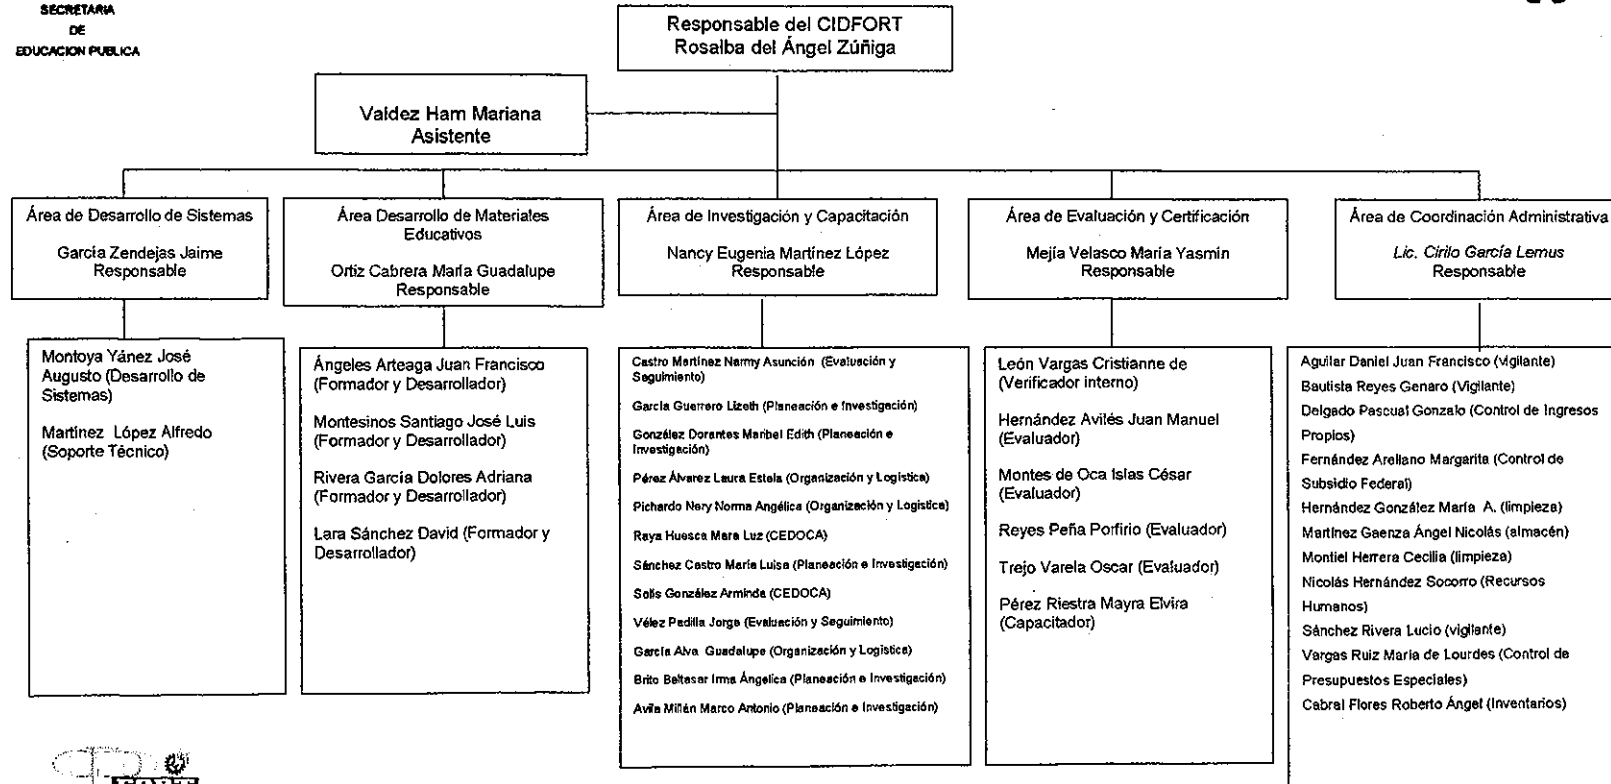 SECRETARIA
DE
EDUCACION PUBLICA
Responsable del CIDFORT
Rosalba del Ángel Zúñiga
Valdez Ham Mariana
Asistente
Área de Desarrollo de Sistemas
García Zendejas Jaime
Responsable
Área Desarrollo de Materiales
Educativos
Ortiz Cabrera María Guadalupe
Responsable
Área de Investigación y Capacitación
Nancy Eugenia Martínez López
Responsable
Área de Evaluación y Certificación
Mejía Velasco María Yasmin
Responsable
Área de Coordinación Administrativa
Lic. Cirilo García Lemus
Responsable
Montoya Yánez José
Augusto (Desarrollo de
Sistemas)
Martínez López Alfredo
(Soporte Técnico)
Ángeles Arteaga Juan Francisco
(Formador y Desarrollador)
Montesinos Santiago José Luis
(Formador y Desarrollador)
Rivera García Dolores Adriana
(Formador y Desarrollador)
Lara Sánchez David (Formador y
Desarrollador)
Castro Martínez Narmy Asunción (Evaluación y
Seguimiento)
García Guerrero Lizeth (Planeación e Investigación)
González Dorantes Maribel Edith (Planeación e
Investigación)
Pérez Álvarez Laura Estela (Organización y Logística)
Pichardo Nery Norma Angélica (Organización y Logística)
Raya Huesca Mara Luz (CEDOCA)
Sánchez Castro María Luisa (Planeación e Investigación)
Solís González Arminda (CEDOCA)
Vélez Padilla Jorge (Evaluación y Seguimiento)
García Alva Guadalupe (Organización y Logística)
Brito Baltasar Irma Ángelica (Planeación e Investigación)
Avila Millán Marco Antonio (Planeación e Investigación)
León Vargas Cristianne de
(Verificador interno)
Hernández Avilés Juan Manuel
(Evaluador)
Montes de Oca Islas César
(Evaluador)
Reyes Peña Porfirio (Evaluador)
Trejo Varela Oscar (Evaluador)
Pérez Riestra Mayra Elvira
(Capacitador)
Aguilar Daniel Juan Francisco (vigilante)
Bautista Reyes Genaro (Vigilante)
Delgado Pascual Gonzalo (Control de Ingresos
Propios)
Fernández Arellano Margarita (Control de
Subsidio Federal)
Hernández González María A. (limpieza)
Martínez Gaenza Ángel Nicolás (almacén)
Montiel Herrera Cecilia (limpieza)
Nicolás Hernández Socorro (Recursos
Humanos)
Sánchez Rivera Lucio (vigilante)
Vargas Ruiz María de Lourdes (Control de
Presupuestos Especiales)
Cabral Flores Roberto Ángel (Inventarios)